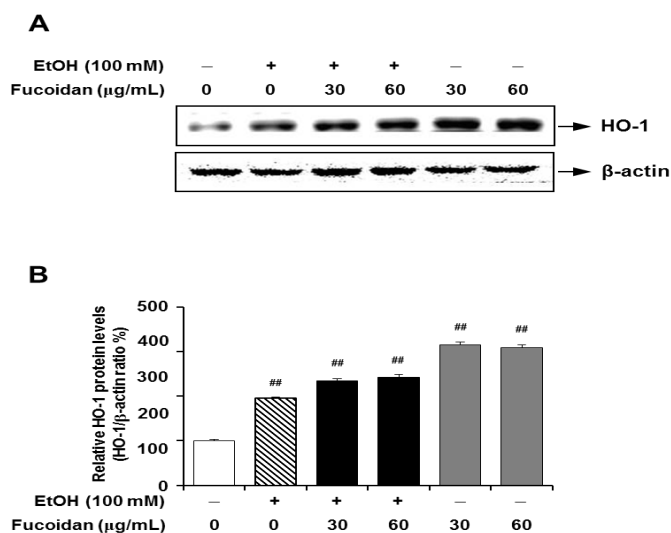 A
EtOH (100 mM) – + + + – –
Fucoidan (μg/mL) 0 0 30 60 30 60
HO-1
β-actin
B
Relative HO-1 protein levels
(HO-1/β-actin ratio %)
500
400
300
200
100
0
## ## ## ## ##
EtOH (100 mM) – + + + – –
Fucoidan (μg/mL) 0 0 30 60 30 60